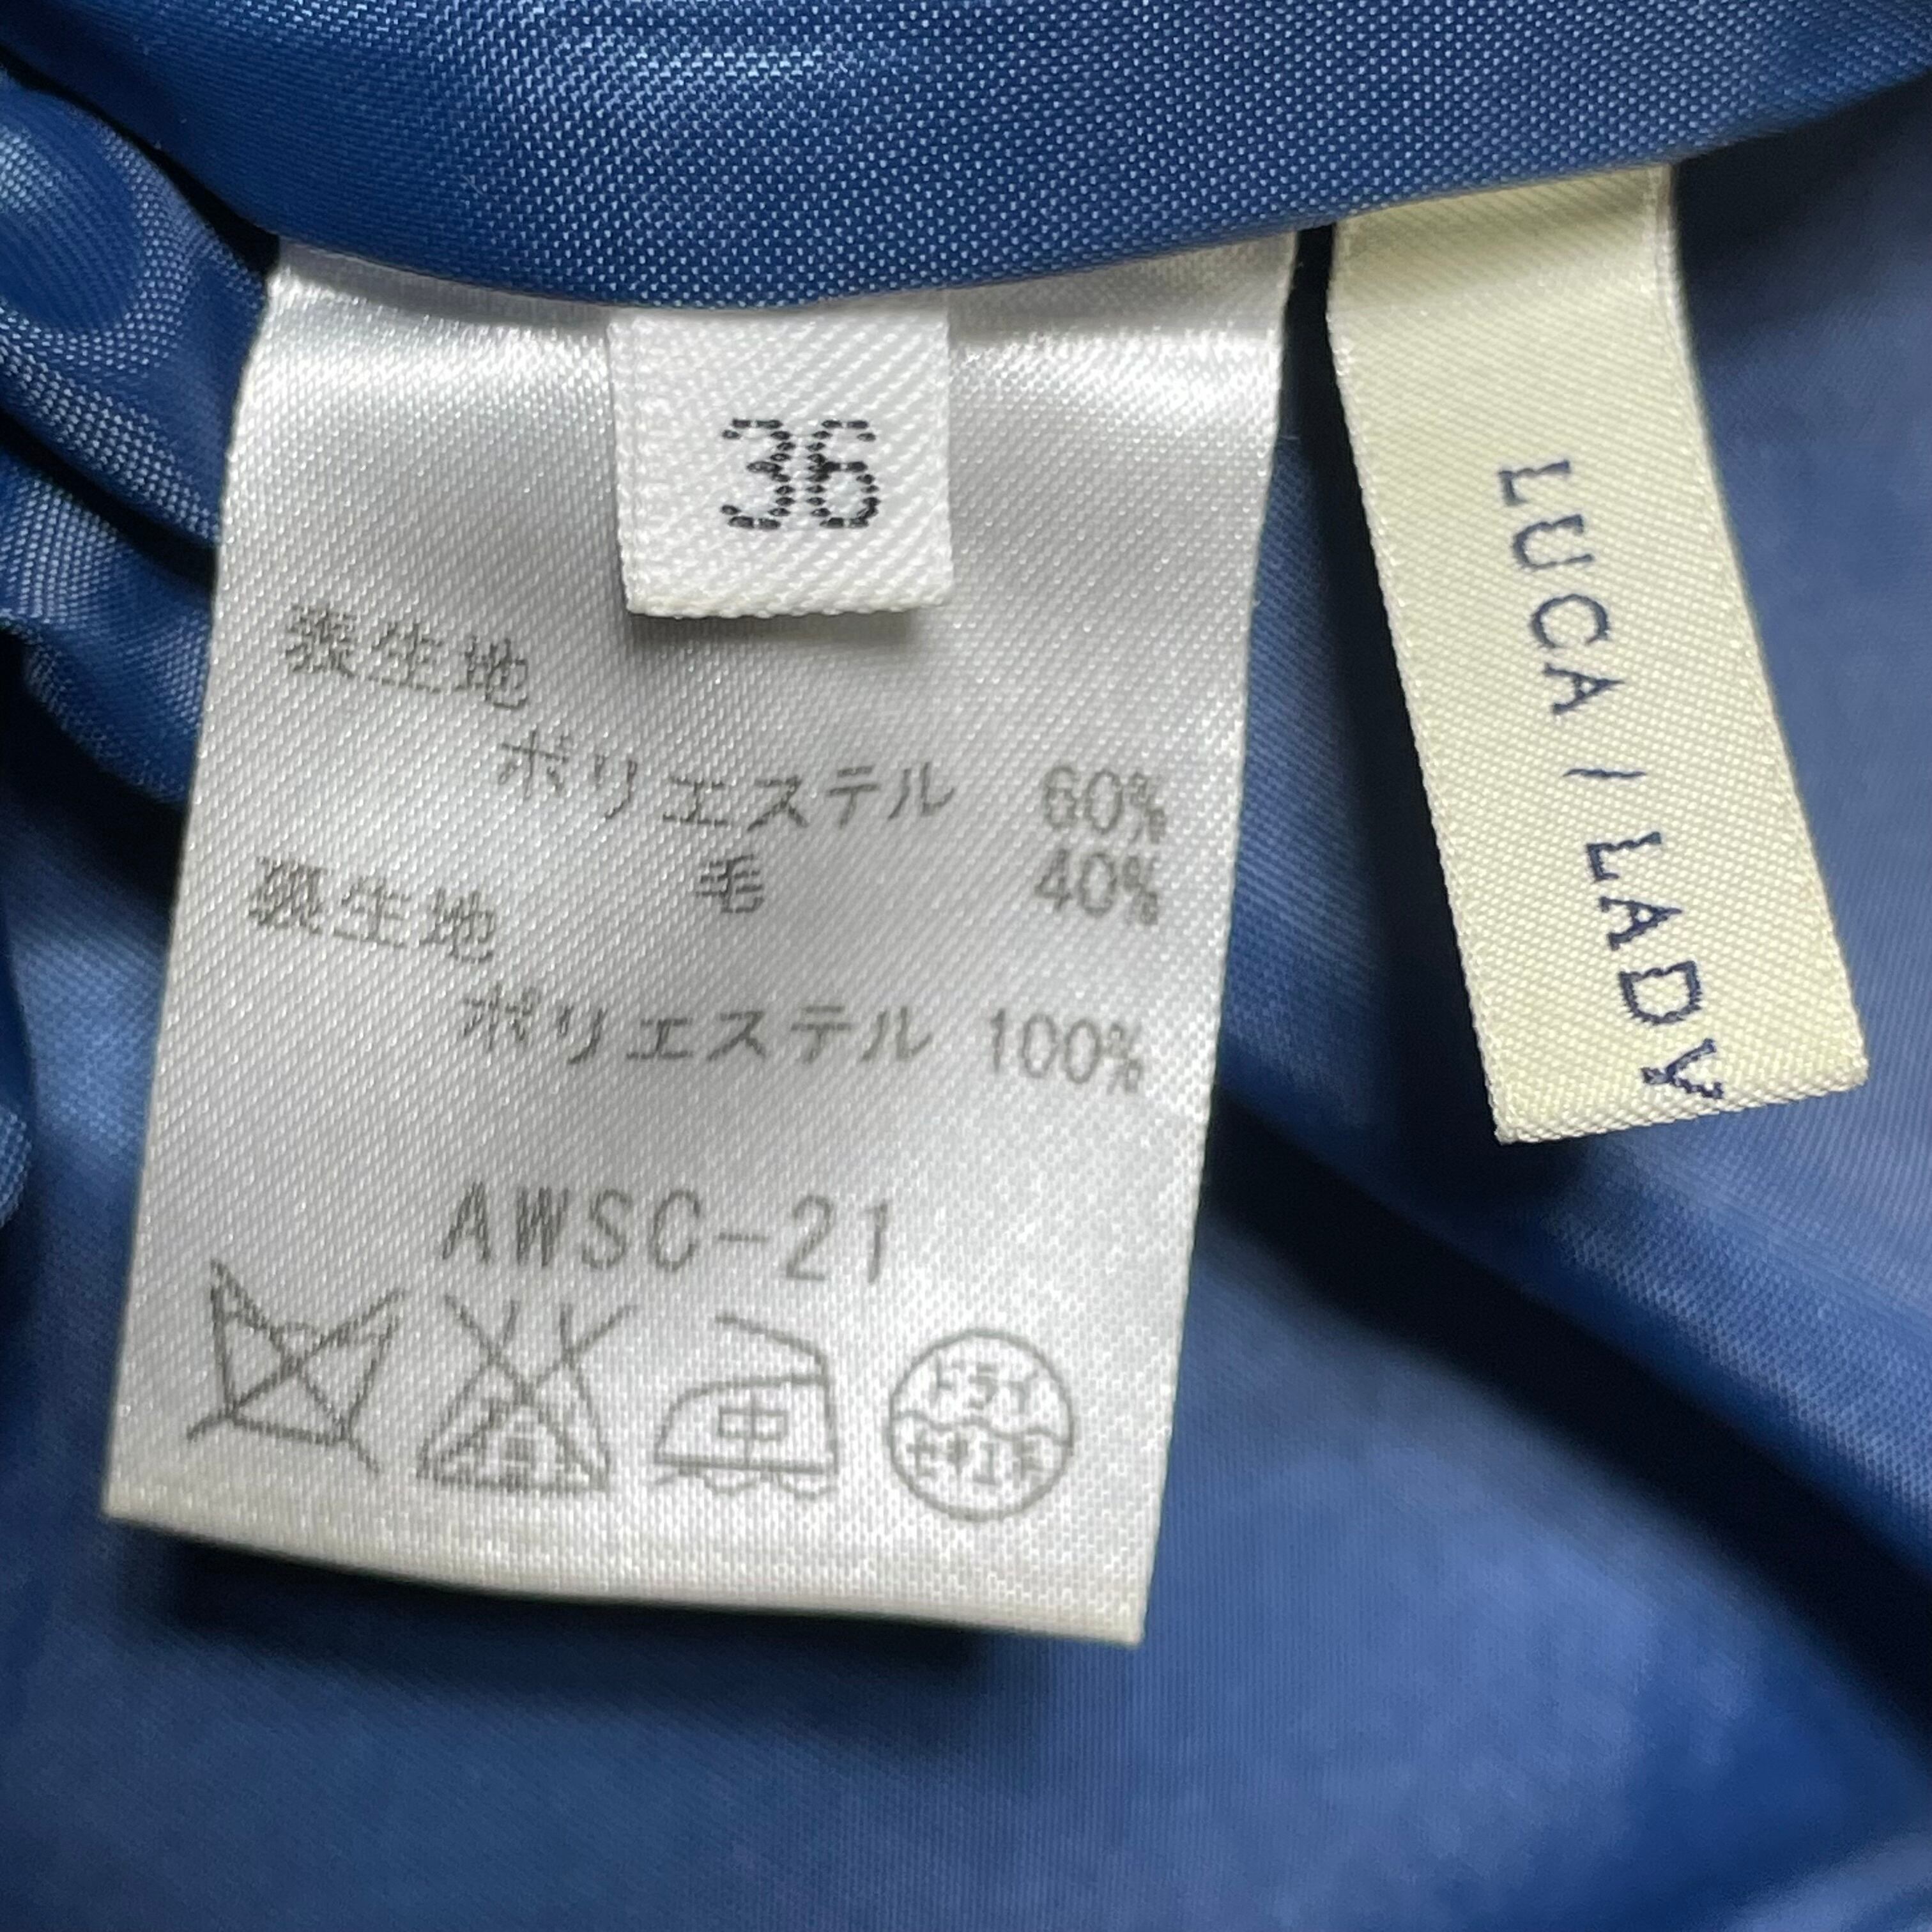 36
表生地
ポリエステル 60%
毛 40%
裏生地
ポリエステル 100%
AWSC-21
中
ドライ
LUCA / LADY